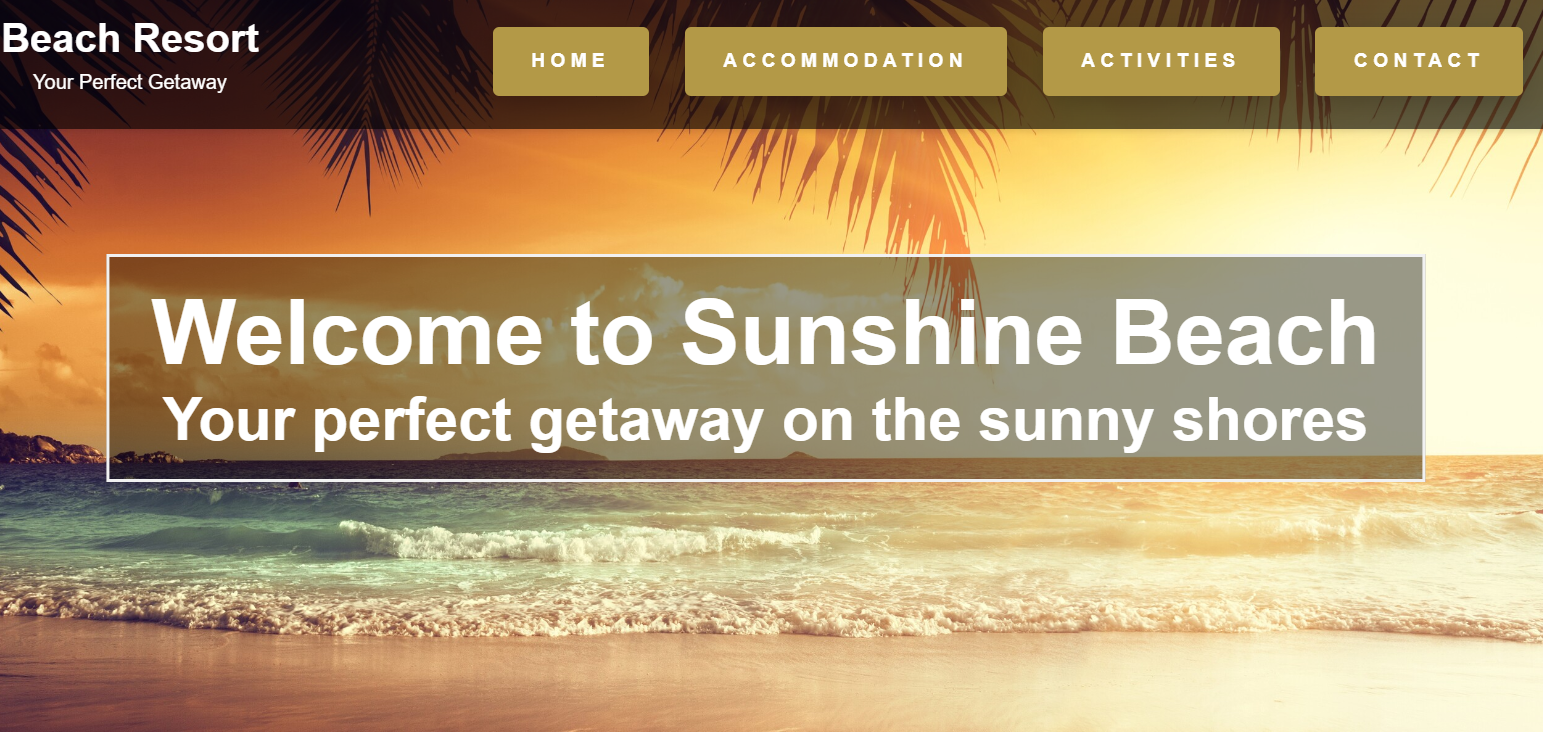 Beach Resort
Your Perfect Getaway
HOME
ACCOMMODATION
ACTIVITIES
CONTACT
Welcome to Sunshine Beach
Your perfect getaway on the sunny shores